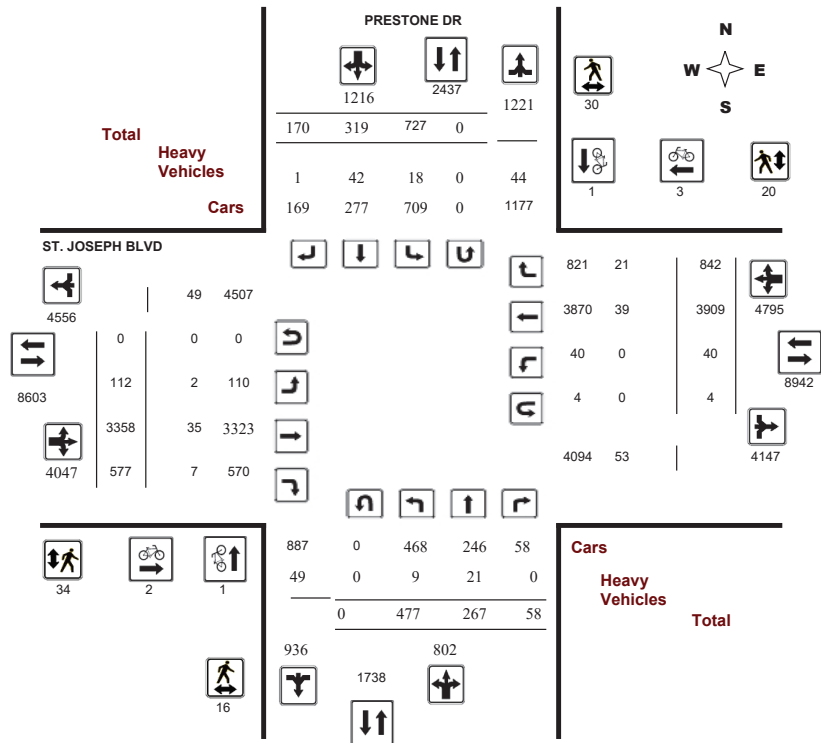 PRESTONE DR
N
W E
S
1216
2437
1221
30
170 319 727 0
Total
Heavy
Vehicles
1 42 18 0 44
Cars
169 277 709 0 1177
1 3 20
ST. JOSEPH BLVD
4556
49 4507
821 21 842
3870 39 3909 4795
0 0 0
8603
112 2 110
40 0 40
8942
4 0 4
3358 35 3323
4047
577 7 570
4094 53
4147
887 0 468 246 58
Cars
49 0 9 21 0
Heavy
Vehicles
34 2 1
0 477 267 58
Total
936
1738
802
16